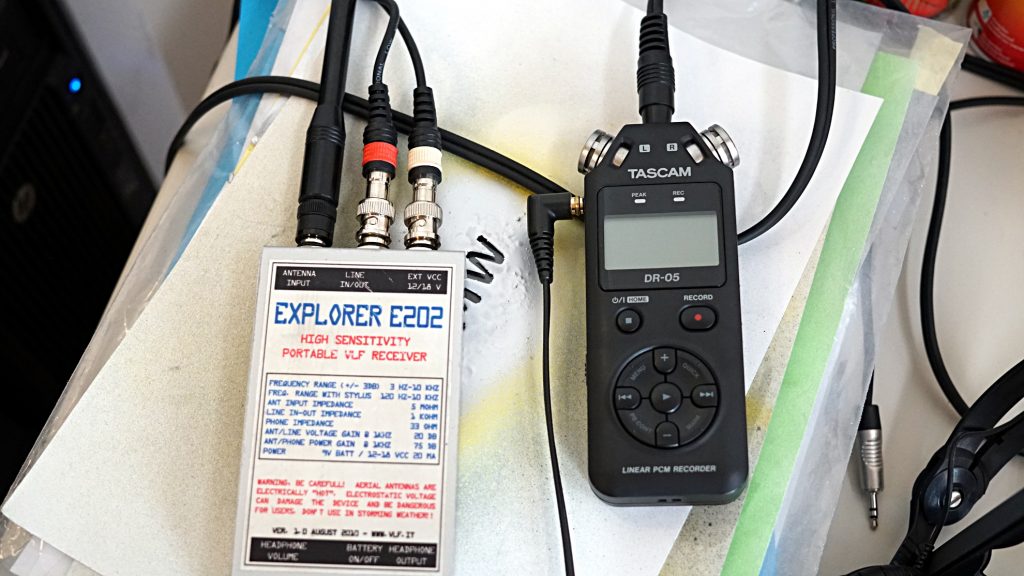 ANTENNA INPUT
LINE IN/OUT
EXT VCC 12/18 V
EXPLORER E202
HIGH SENSITIVITY
PORTABLE VLF RECEIVER
FREQUENCY RANGE (+/- 3DB) 3 HZ-10 KHZ
FREQ. RANGE WITH STYLUS 120 HZ-10 KHZ
ANT INPUT IMPEDANCE 5 MOHM
LINE IN-OUT IMPEDANCE 1 KOHM
PHONE IMPEDANCE 33 OHM
ANT/LINE VOLTAGE GAIN @ 1KHZ 20 DB
ANT/PHONE POWER GAIN @ 1KHZ 75 DB
POWER 9V BATT / 12-18 VCC 20 MA
WARNING, BE CAREFUL! AERIAL ANTENNAS ARE
ELECTRICALLY "HOT". ELECTROSTATIC VOLTAGE
CAN DAMAGE THE DEVICE AND BE DANGEROUS
FOR USERS. DON'T USE IN STORMING WEATHER!!
VER. 1.0 AUGUST 2010 - WWW.VLF.IT
HEADPHONE VOLUME
BATTERY ON/OFF
HEADPHONE OUTPUT
L R
TASCAM
PEAK REC
DR-05
HOME
RECORD
MENU
QUICK
LINEAR PCM RECORDER